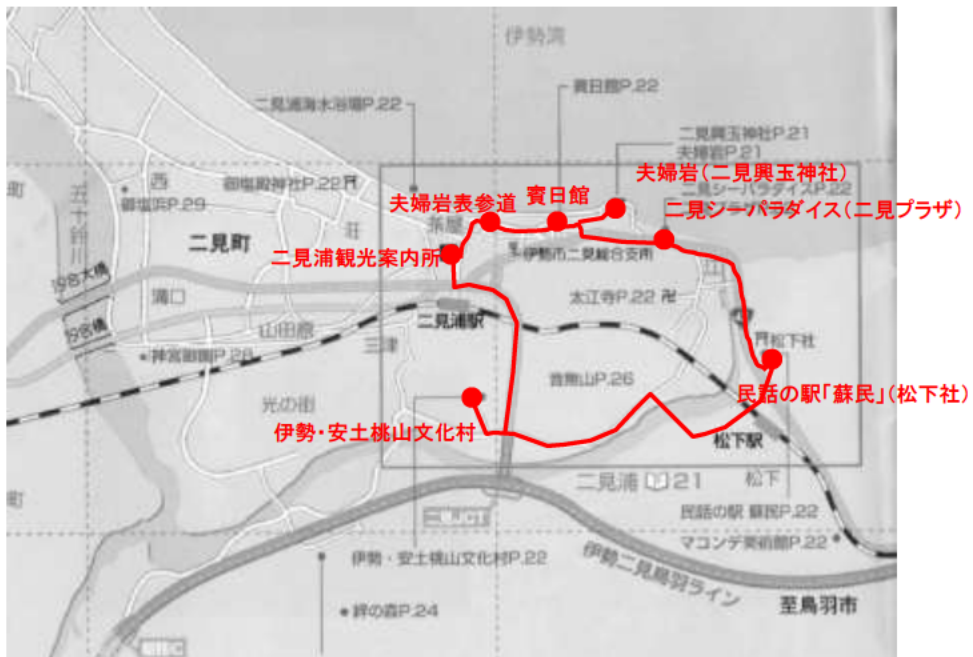 伊勢湾
賓日館P.22
二見浦海水浴場P.22
二見興玉神社P.21
夫婦岩P.21
夫婦岩(二見興玉神社)
二見シーパラダイスP.22
二見シーパラダイス(二見プラザ)
御塩殿神社P.22
西
御塩浜P.29
荘
夫婦岩表参道
賓日館
茶屋
五十鈴川
二見町
二見浦観光案内所
伊勢市二見総合支所
江
汐合大橋
溝口
太江寺P.22
汐合橋
山田原
二見浦駅
三津
松下社
神宮御園P.28
音無山P.26
光の街
民話の駅「蘇民」(松下社)
伊勢・安土桃山文化村
松下駅
二見浦 21
松下
民話の駅 蘇民P.22
マコンデ美術館P.22
伊勢・安土桃山文化村P.22
伊勢二見鳥羽ライン
絆の森P.24
至鳥羽市
町
町